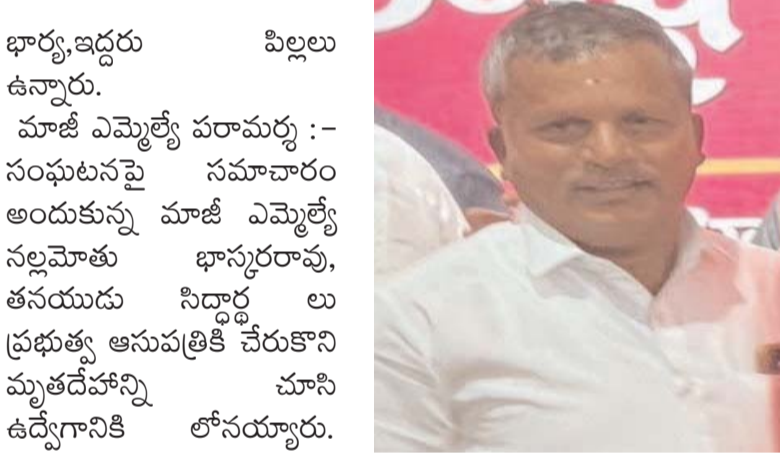 భార్య,ఇద్దరు పిల్లలు
ఉన్నారు.
మాజీ ఎమ్మెల్యే పరామర్శ :-
సంఘటనపై సమాచారం
అందుకున్న మాజీ ఎమ్మెల్యే
నల్లమోతు భాస్కరరావు,
తనయుడు సిద్ధార్థ లు
ప్రభుత్వ ఆసుపత్రికి చేరుకొని
మృతదేహాన్ని చూసి
ఉద్వేగానికి లోనయ్యారు.